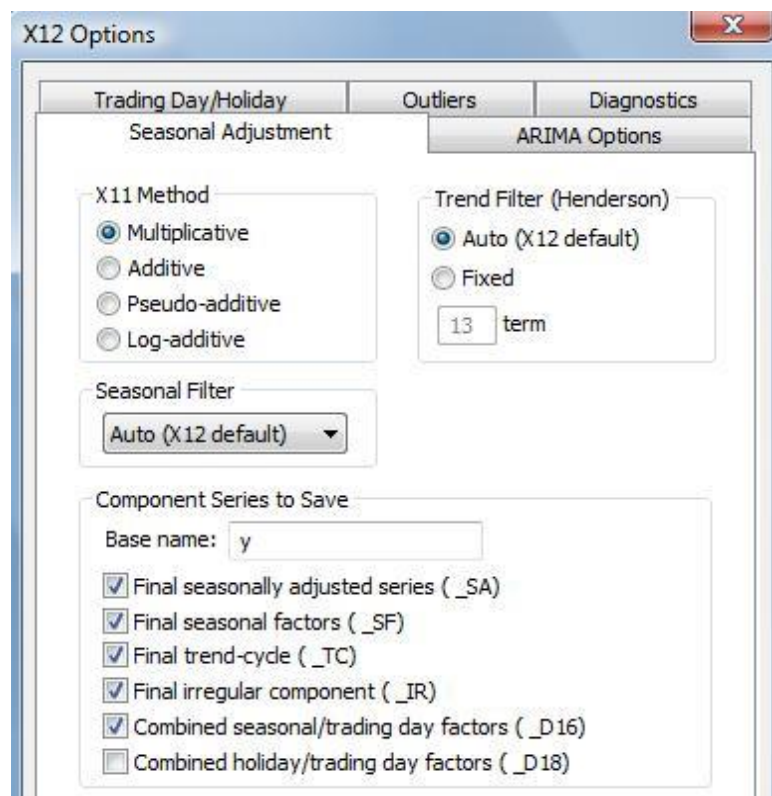 X12 Options
Trading Day/Holiday
Outliers
Diagnostics
Seasonal Adjustment
ARIMA Options
X11 Method
Multiplicative
Additive
Pseudo-additive
Log-additive
Trend Filter (Henderson)
Auto (X12 default)
Fixed
13 term
Seasonal Filter
Auto (X12 default)
Component Series to Save
Base name: y
Final seasonally adjusted series ( _SA)
Final seasonal factors ( _SF)
Final trend-cycle ( _TC)
Final irregular component ( _IR)
Combined seasonal/trading day factors ( _D16)
Combined holiday/trading day factors ( _D18)